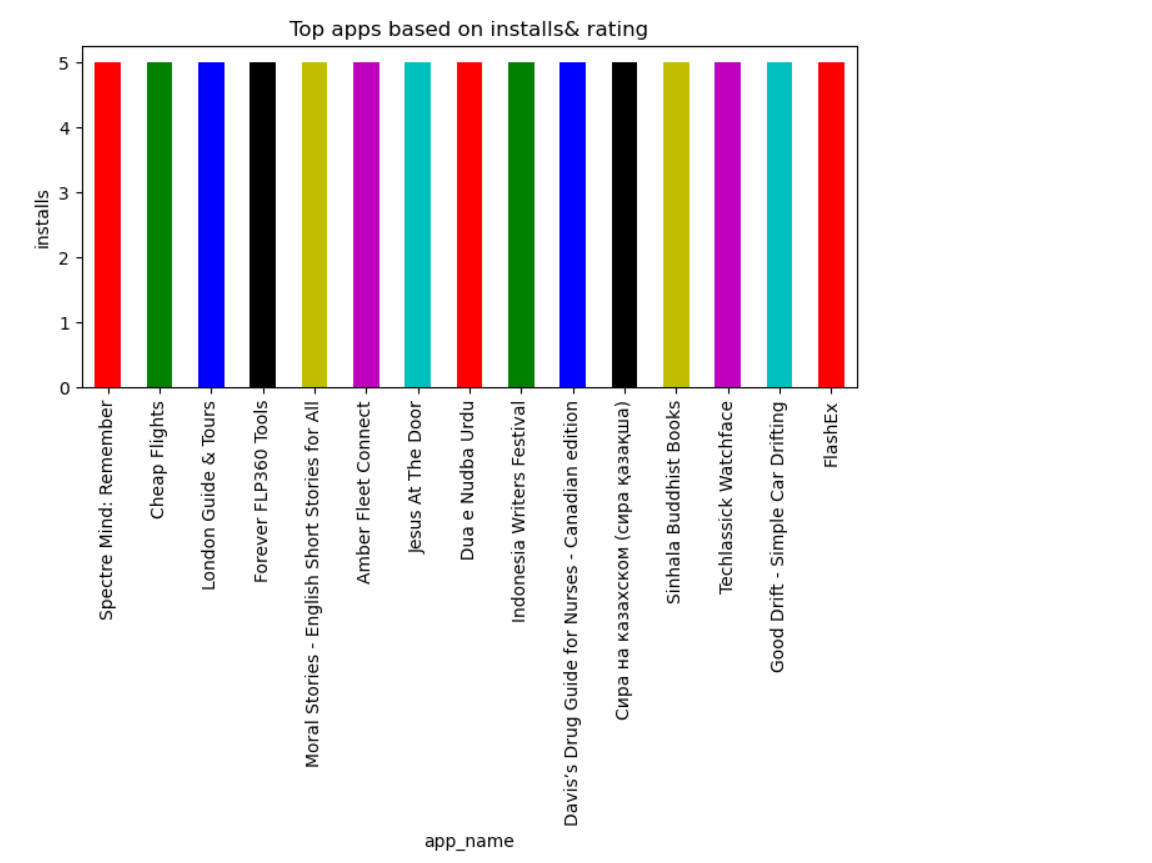 Top apps based on installs& rating
installs
5
4
3
2
1
0
Spectre Mind: Remember
Cheap Flights
London Guide & Tours
Forever FLP360 Tools
Moral Stories - English Short Stories for All
Amber Fleet Connect
Jesus At The Door
Dua e Nudba Urdu
Indonesia Writers Festival
Davis’s Drug Guide for Nurses - Canadian edition
Сира на казахском (сира қазақша)
Sinhala Buddhist Books
Techlassick Watchface
Good Drift - Simple Car Drifting
FlashEx
app_name